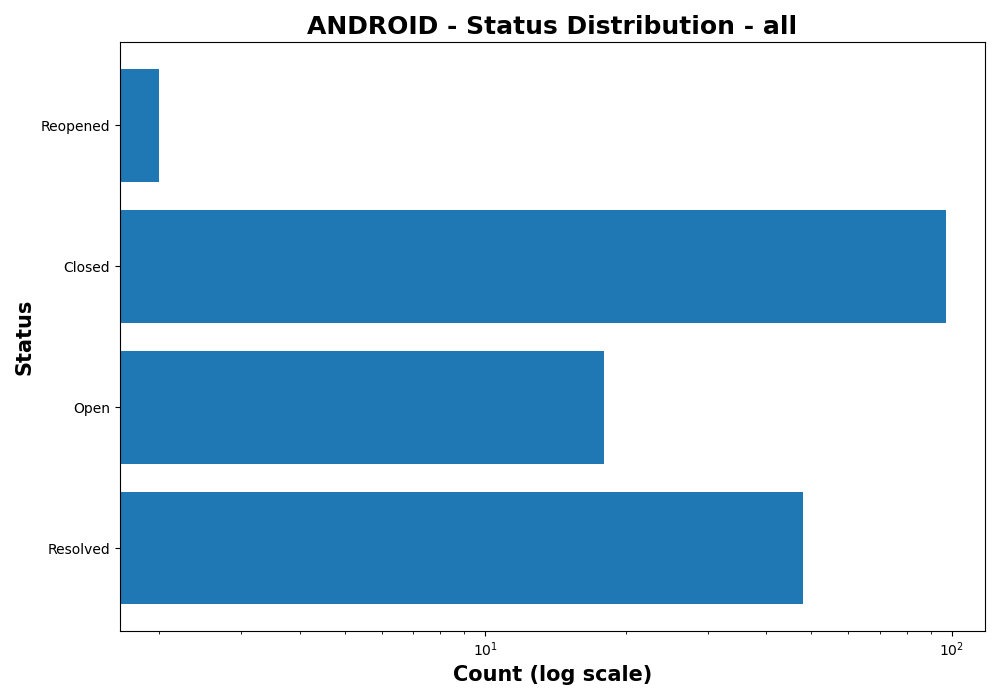 ANDROID - Status Distribution - all
Status
Reopened
Closed
Open
Resolved
10¹ 10²
Count (log scale)